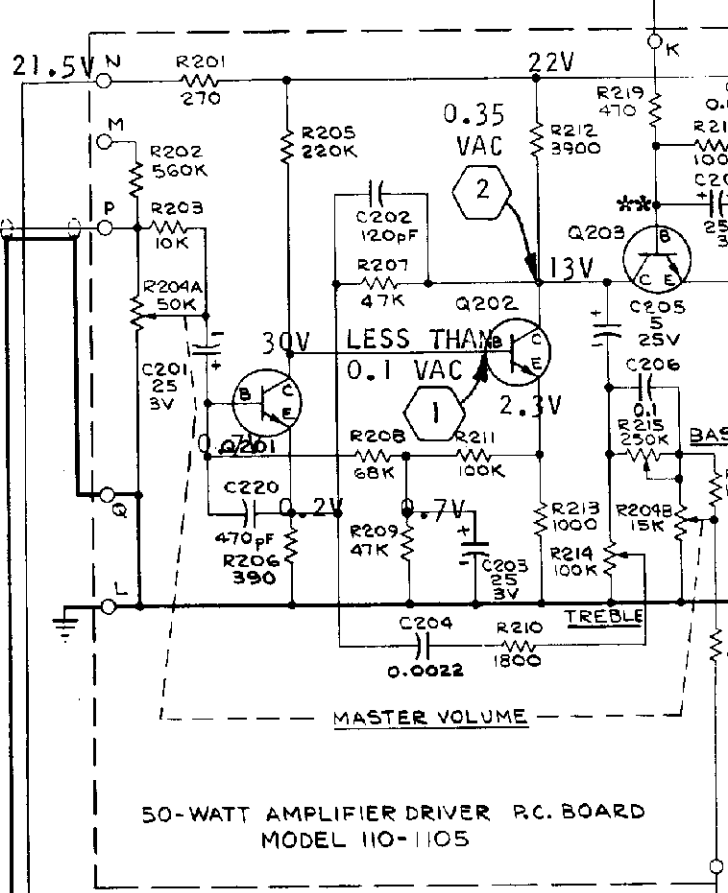 21.5V N
R201
270
22V
K
R219
470
M
R202
560K
R205
220K
0.35
VAC
R212
3900
2
C202
120pF
P
R203
10K
**
Q203
B
C E
R207
47K
13V
R204A
50K
Q202
C205
5
25V
30V
LESS THAN
0.1 VAC
B
C
E
C201
25
3V
B
C
E
1
2.3V
C206
0.1
Q201
R208
68K
R211
100K
R215
250K
C220
470pF
0.2V
0.7V
R213
1000
R204B
15K
Q
R206
390
R209
47K
C203
25
3V
R214
100K
L
TREBLE
C204
0.0022
R210
1800
MASTER VOLUME
50-WATT AMPLIFIER DRIVER P.C. BOARD
MODEL 110-1105